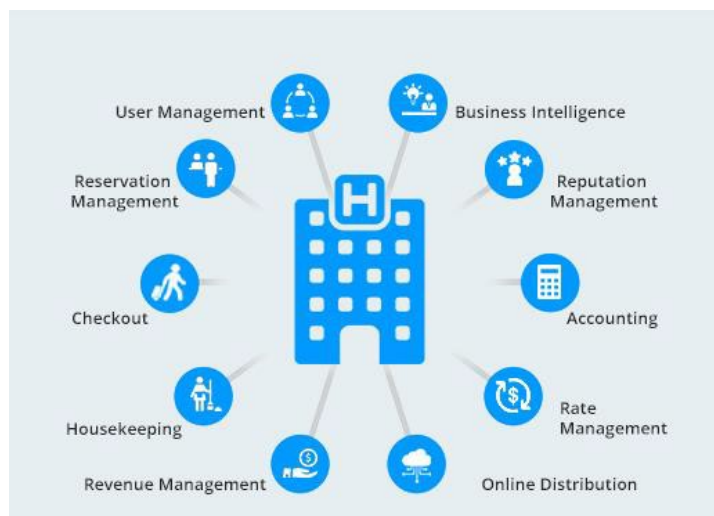 User Management
Business Intelligence
Reservation
Management
Reputation
Management
H
Checkout
Accounting
Housekeeping
Rate
Management
$
Revenue Management
$
Online Distribution